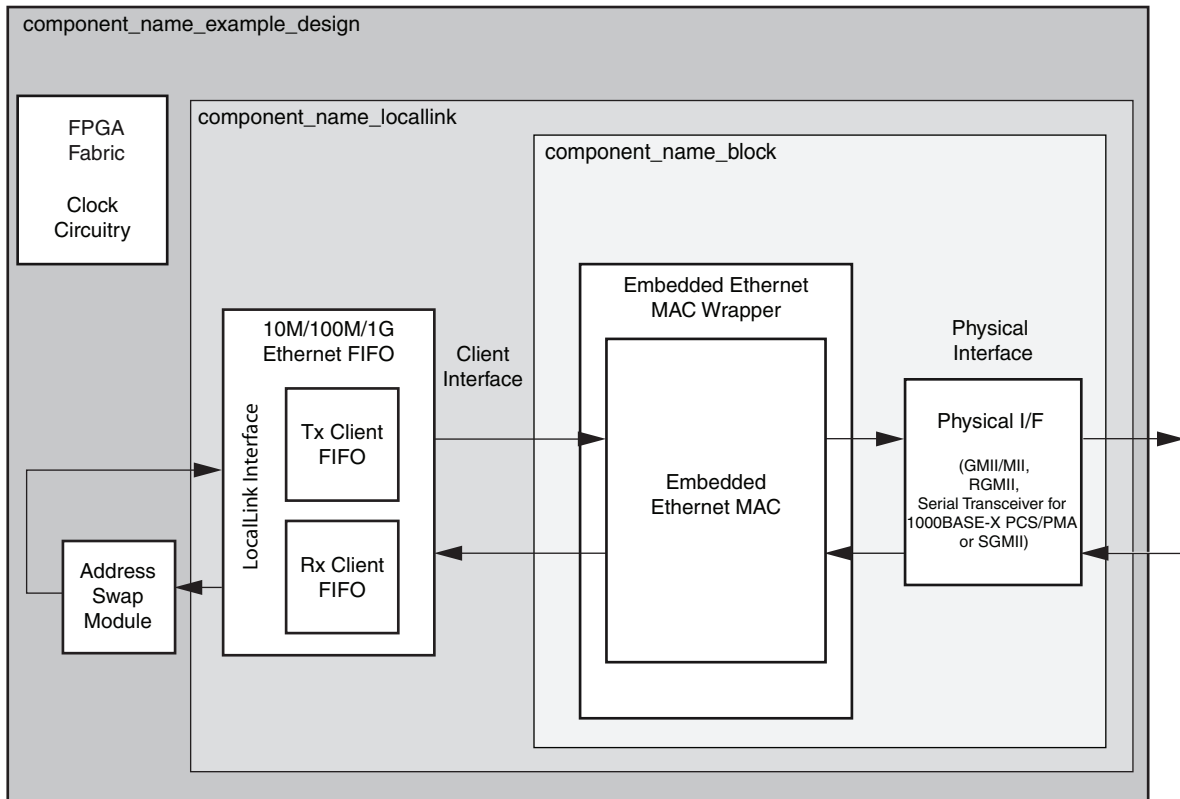 component_name_example_design
FPGA
Fabric
Clock
Circuitry
component_name_locallink
component_name_block
Embedded Ethernet
MAC Wrapper
10M/100M/1G
Ethernet FIFO
Client
Interface
Physical
Interface
LocalLink Interface
Tx Client
FIFO
Rx Client
FIFO
Embedded
Ethernet MAC
Physical I/F
(GMII/MII,
RGMII,
Serial Transceiver for
1000BASE-X PCS/PMA
or SGMII)
Address
Swap
Module